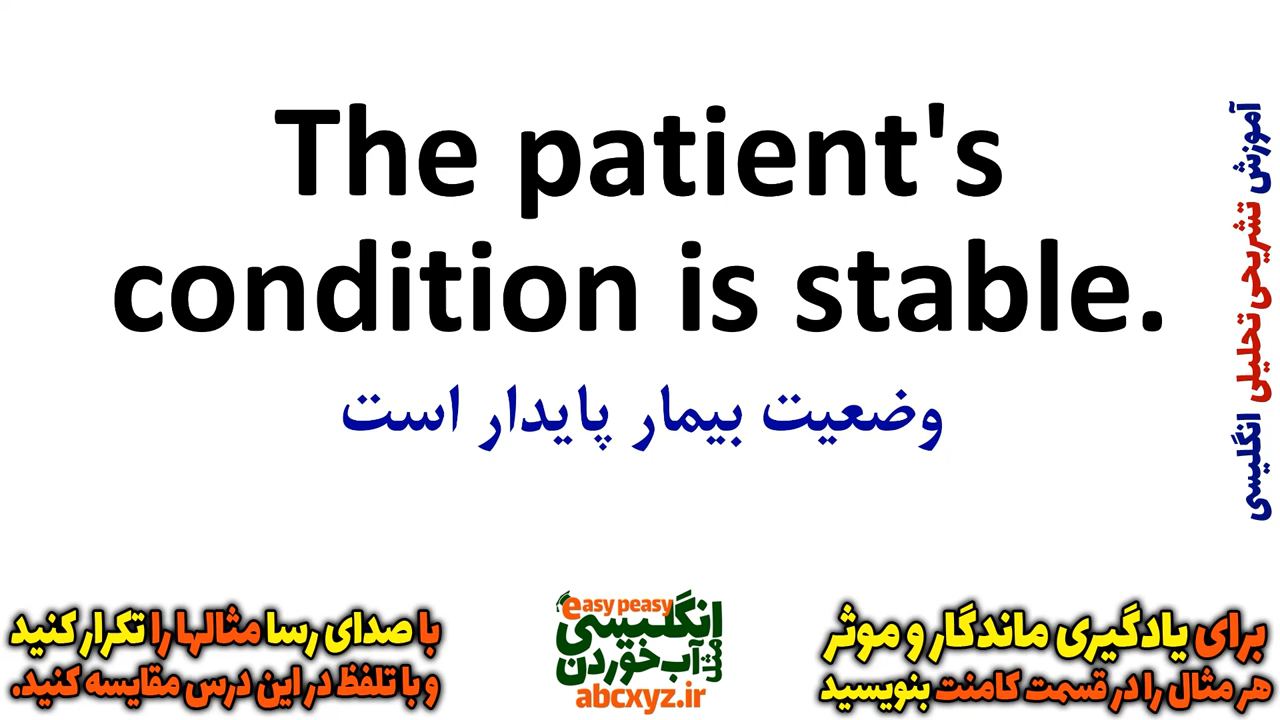 The patient's
condition is stable.
وضعیت بیمار پایدار است
آموزش تشریحی تحلیلی انگلیسی
با صدای رسا مثالها را تکرار کنید
و با تلفظ در این درس مقایسه کنید.
easy peasy
انگلیسی
مثل آب خوردن
abcxyz.ir
برای یادگیری ماندگار و موثر
هر مثال را در قسمت کامنت بنویسید